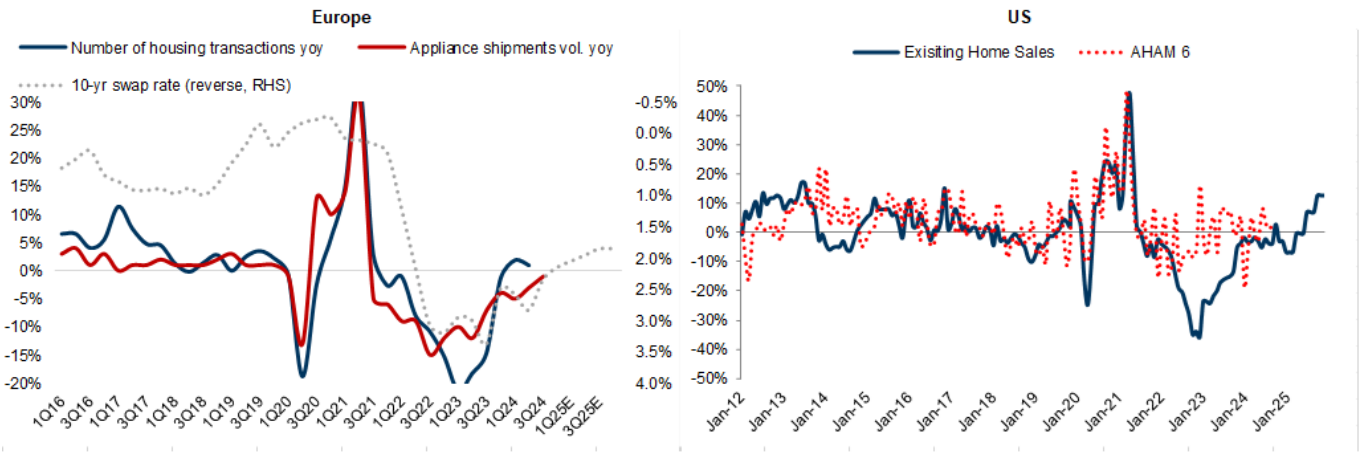 Europe
Number of housing transactions yoy
Appliance shipments vol. yoy
10-yr swap rate (reverse, RHS)
30%
25%
20%
15%
10%
5%
0%
-5%
-10%
-15%
-20%
-0.5%
0.0%
0.5%
1.0%
1.5%
2.0%
2.5%
3.0%
3.5%
4.0%
1Q16
3Q16
1Q17
3Q17
1Q18
3Q18
1Q19
3Q19
1Q20
3Q20
1Q21
3Q21
1Q22
3Q22
1Q23
3Q23
1Q24
3Q24
1Q25E
3Q25E
US
Exisiting Home Sales
AHAM 6
50%
40%
30%
20%
10%
0%
-10%
-20%
-30%
-40%
-50%
Jan-12
Jan-13
Jan-14
Jan-15
Jan-16
Jan-17
Jan-18
Jan-19
Jan-20
Jan-21
Jan-22
Jan-23
Jan-24
Jan-25